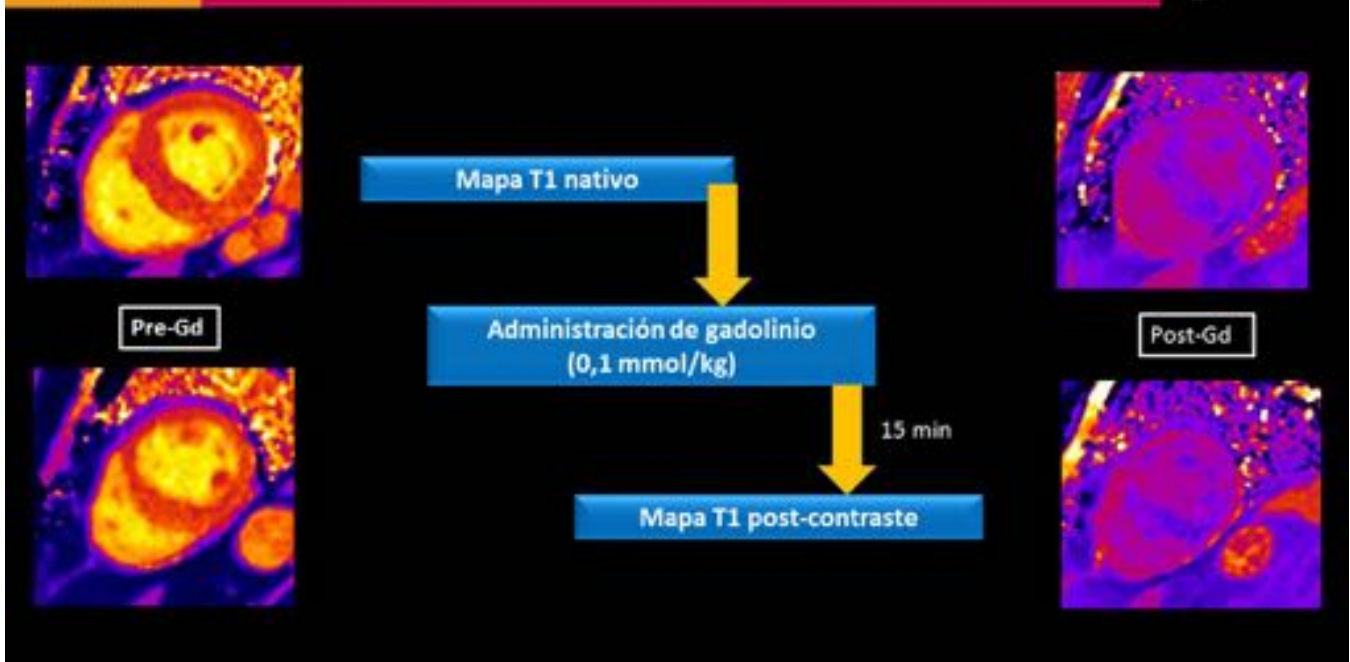 Mapa T1 nativo
Pre-Gd
Administración de gadolinio
(0,1 mmol/kg)
Post-Gd
15 min
Mapa T1 post-contraste